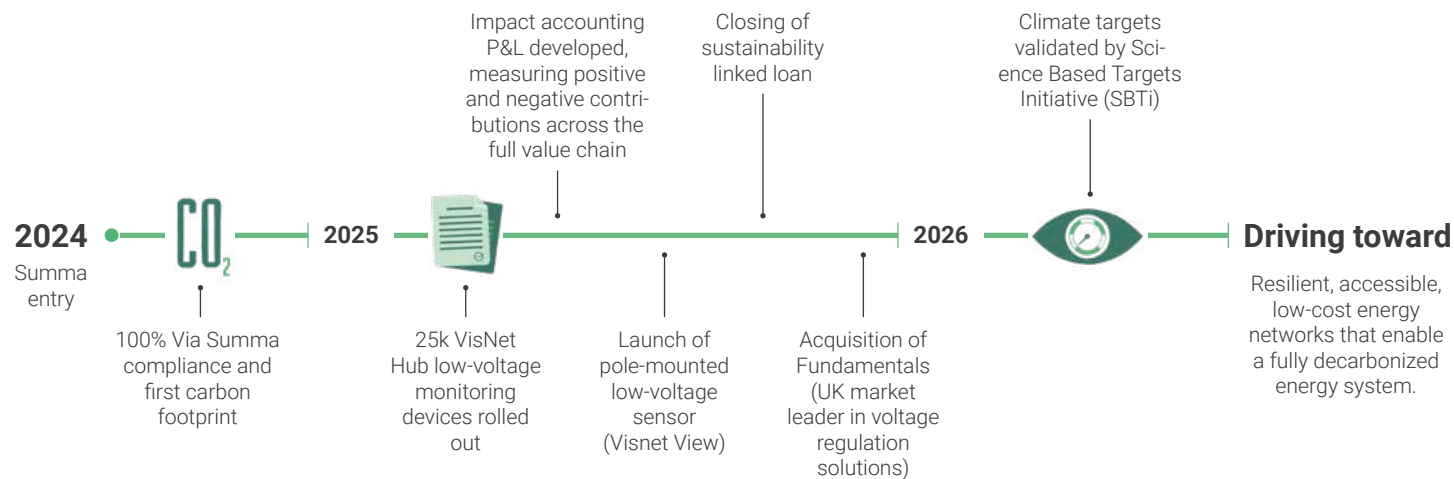 2024
Summa
entry
CO2
100% Via Summa
compliance and
first carbon
footprint
2025
25k VisNet
Hub low-voltage
monitoring
devices rolled
out
Impact accounting
P&L developed,
measuring positive
and negative contri-
butions across the
full value chain
Launch of
pole-mounted
low-voltage
sensor
(Visnet View)
Closing of
sustainability
linked loan
Acquisition of
Fundamentals
(UK market
leader in voltage
regulation
solutions)
2026
Climate targets
validated by Sci-
ence Based Targets
Initiative (SBTi)
Driving toward
Resilient, accessible,
low-cost energy
networks that enable
a fully decarbonized
energy system.